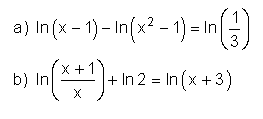 a) ln(x – 1) – ln(x² – 1) = ln(1/3)
b) ln((x + 1)/x) + ln 2 = ln(x + 3)